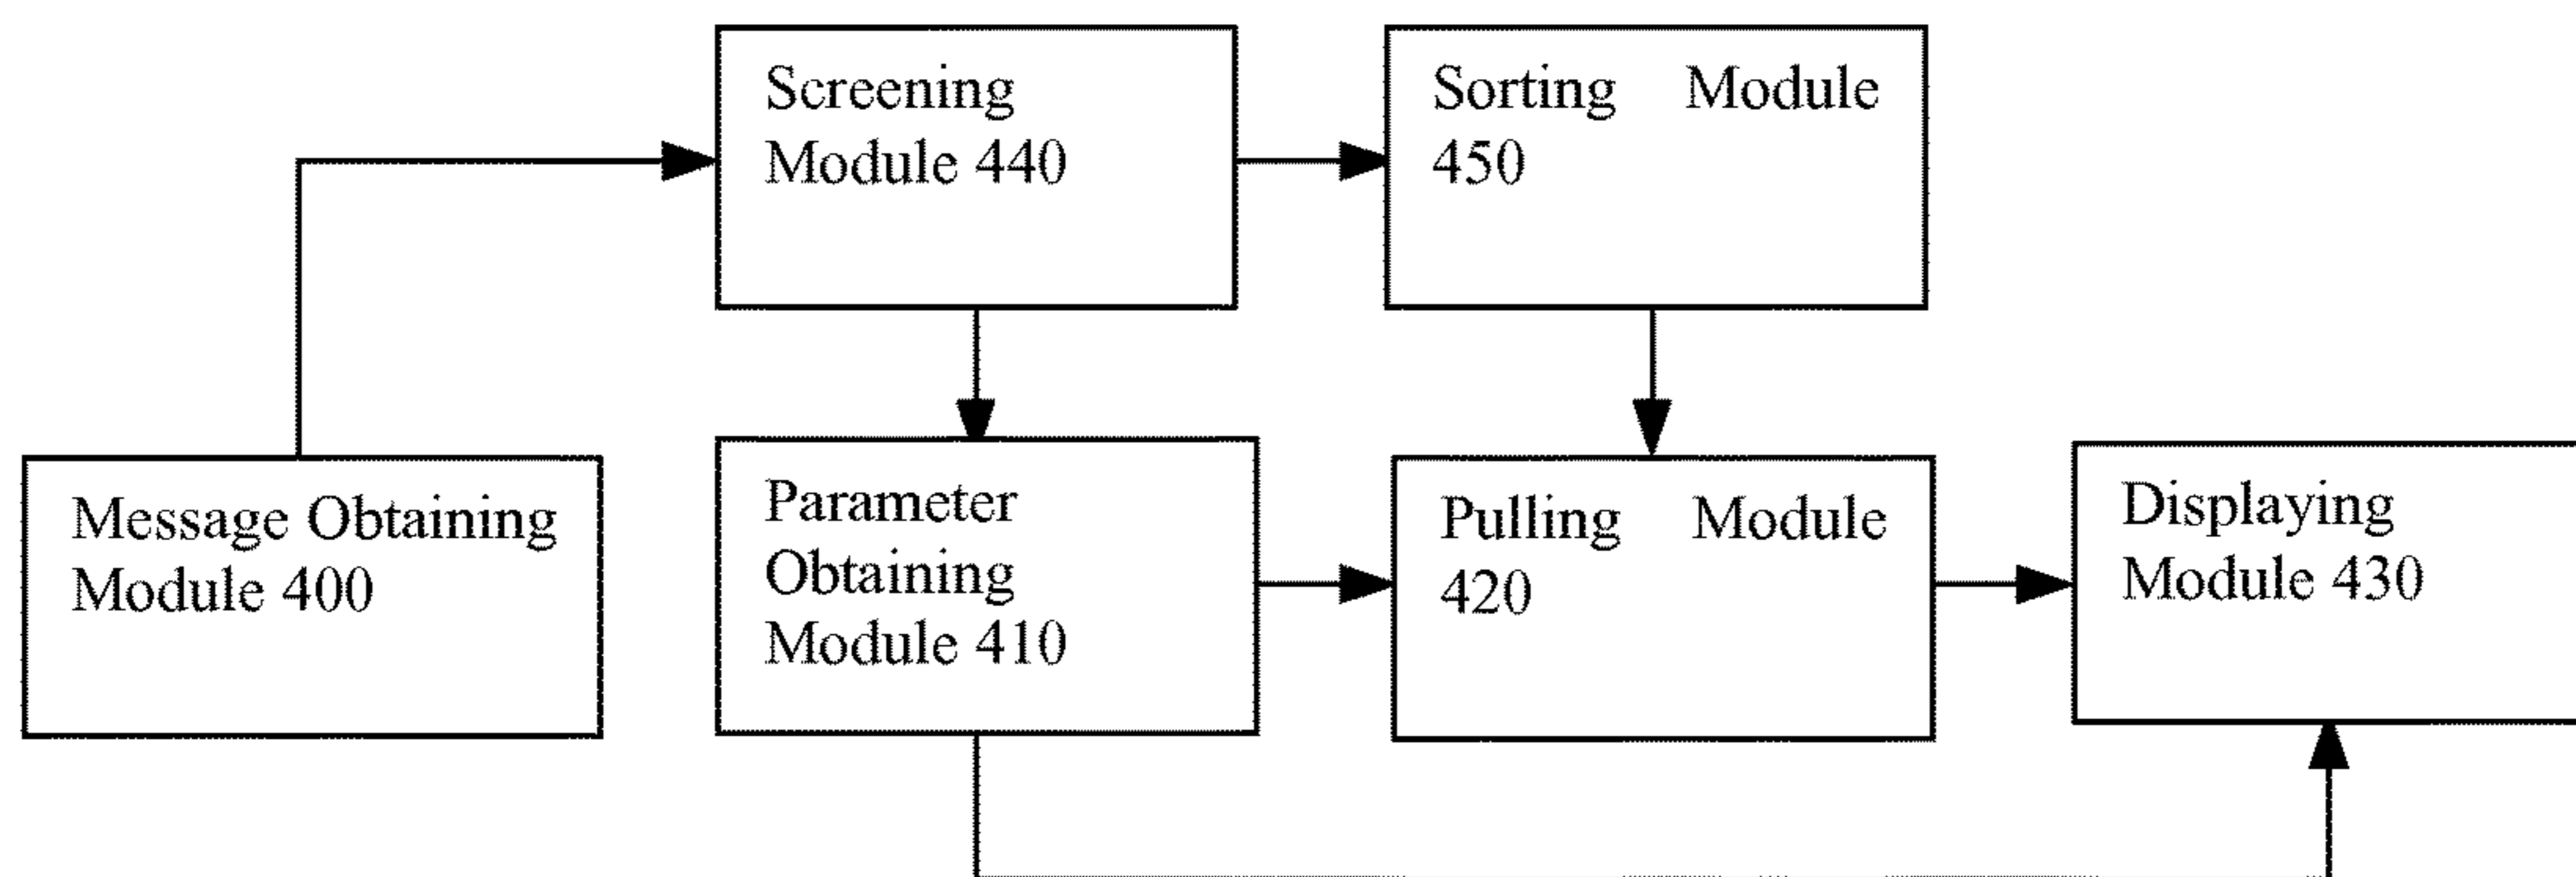 Screening
Module 440
Sorting Module
450
Message Obtaining
Module 400
Parameter
Obtaining
Module 410
Pulling Module
420
Displaying
Module 430